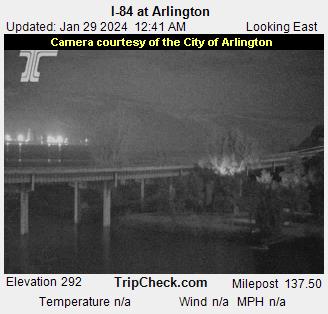 I-84 at Arlington
Updated: Jan 29 2024 12:41 AM Looking East
Camera courtesy of the City of Arlington
Elevation 292 TripCheck.com Milepost 137.50
Temperature n/a Wind n/a MPH n/a